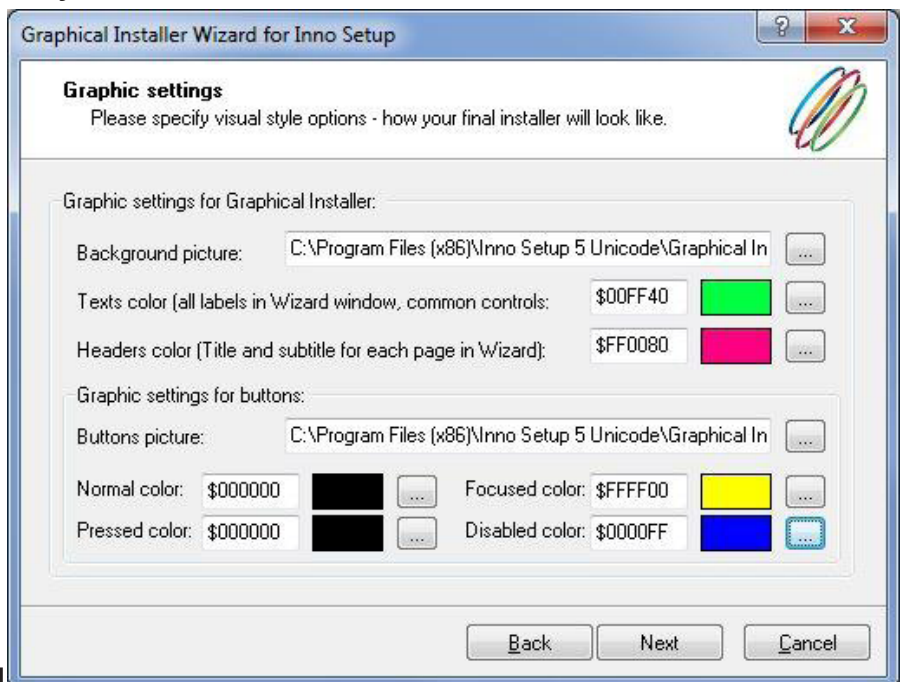 Graphical Installer Wizard for Inno Setup
?
X
Graphic settings
Please specify visual style options - how your final installer will look like.
Graphic settings for Graphical Installer:
Background picture: C:\Program Files (x86)\Inno Setup 5 Unicode\Graphical In ...
Texts color (all labels in Wizard window, common controls: $00FF40 ...
Headers color (Title and subtitle for each page in Wizard): $FF0080 ...
Graphic settings for buttons:
Buttons picture: C:\Program Files (x86)\Inno Setup 5 Unicode\Graphical In ...
Normal color: $000000 ... Focused color: $FFFF00 ...
Pressed color: $000000 ... Disabled color: $0000FF ...
Back Next Cancel